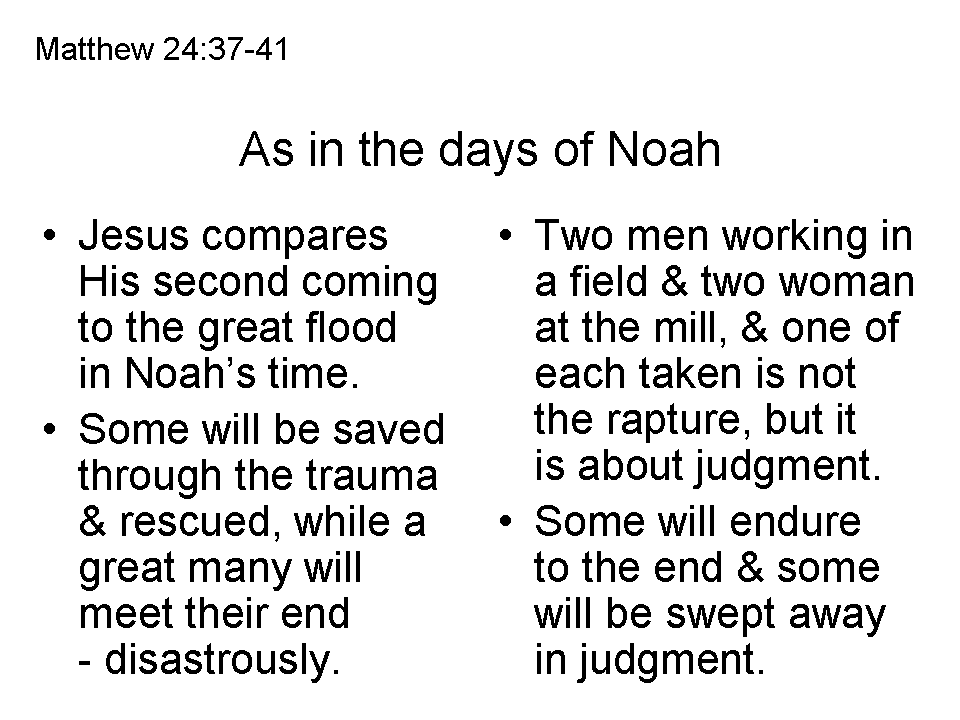 Matthew 24:37-41
As in the days of Noah
• Jesus compares
His second coming
to the great flood
in Noah’s time.
• Some will be saved
through the trauma
& rescued, while a
great many will
meet their end
- disastrously.
• Two men working in
a field & two woman
at the mill, & one of
each taken is not
the rapture, but it
is about judgment.
• Some will endure
to the end & some
will be swept away
in judgment.